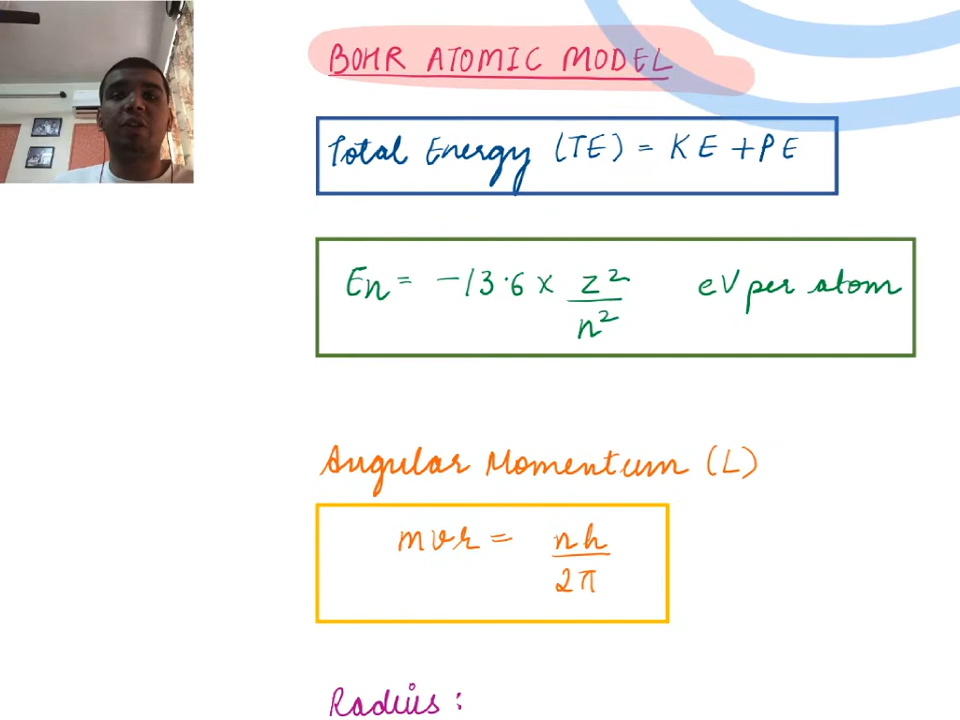 BOHR ATOMIC MODEL
Total Energy (TE) = KE + PE
En = -13.6 × z²/n² eV per atom
Angular Momentum (L)
mvr = nh/2π
Radius :